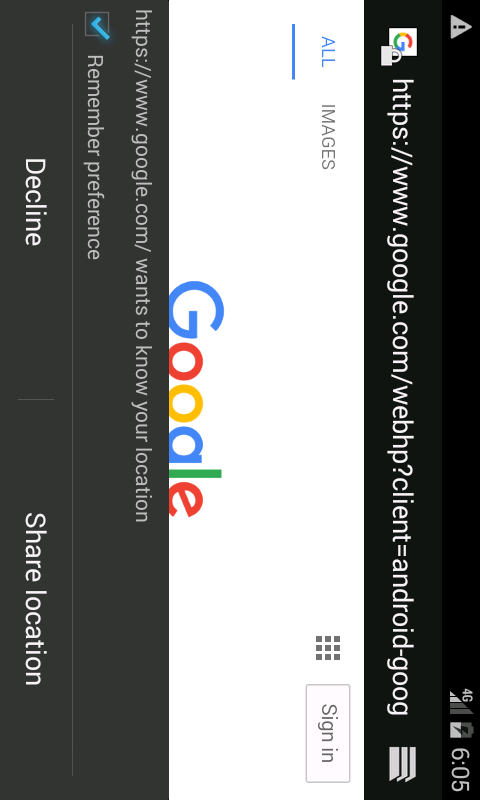 4G 6:05
https://www.google.com/webhp?client=android-goog
ALL IMAGES Sign in
Google
https://www.google.com/ wants to know your location
Remember preference
Decline Share location